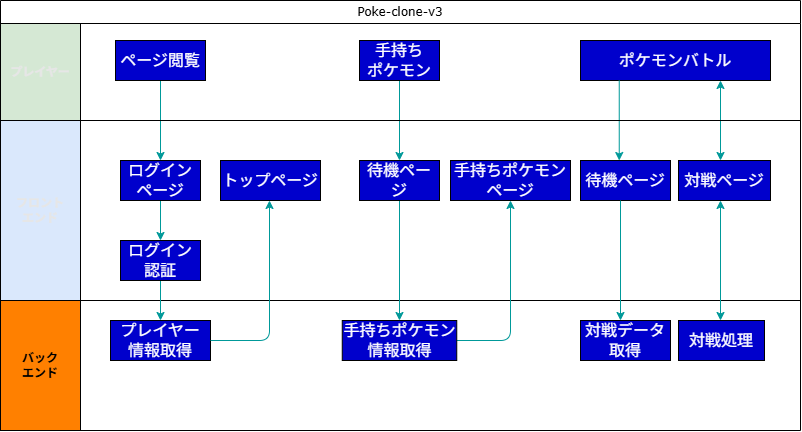 Poke-clone-v3
プレイヤー
ページ閲覧
手持ち
ポケモン
ポケモンバトル
ログイン
ページ
トップページ
待機ペー
ジ
手持ちポケモン
ページ
待機ページ
対戦ページ
ログイン
認証
バック
エンド
プレイヤー
情報取得
手持ちポケモン
情報取得
対戦データ
取得
対戦処理